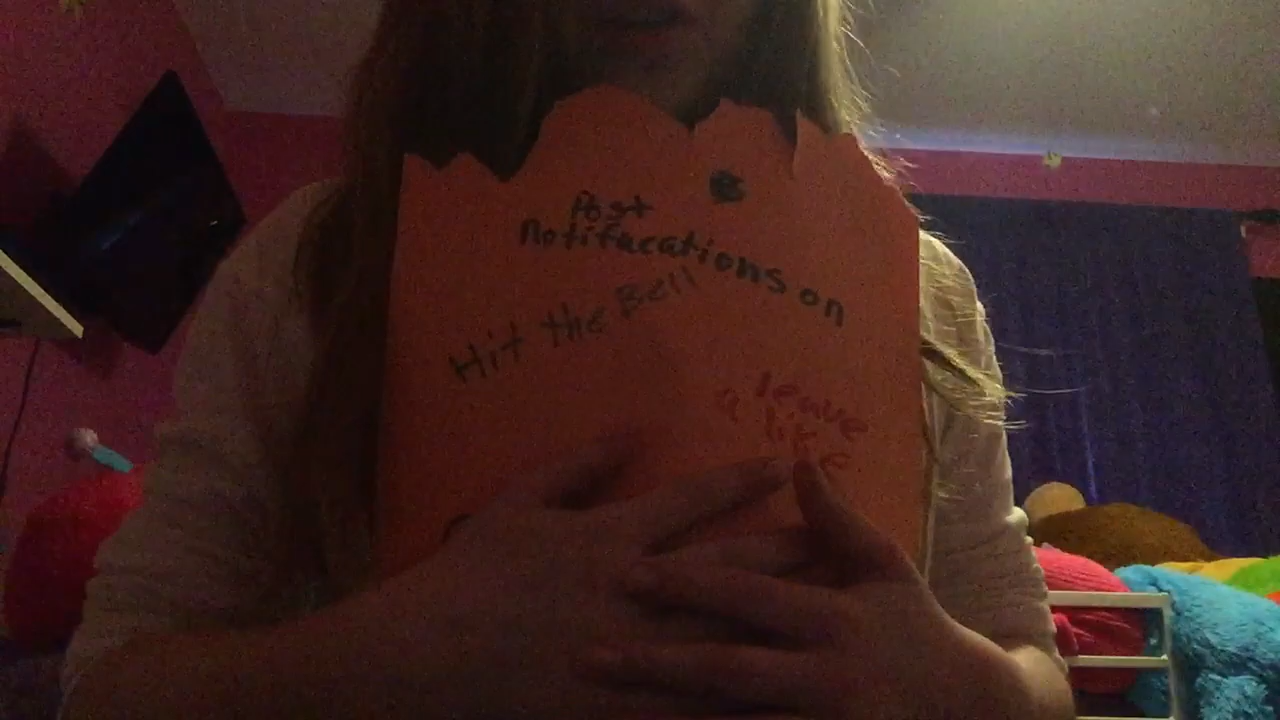 Post
Notifacations on
Hit the Bell
leave
a like